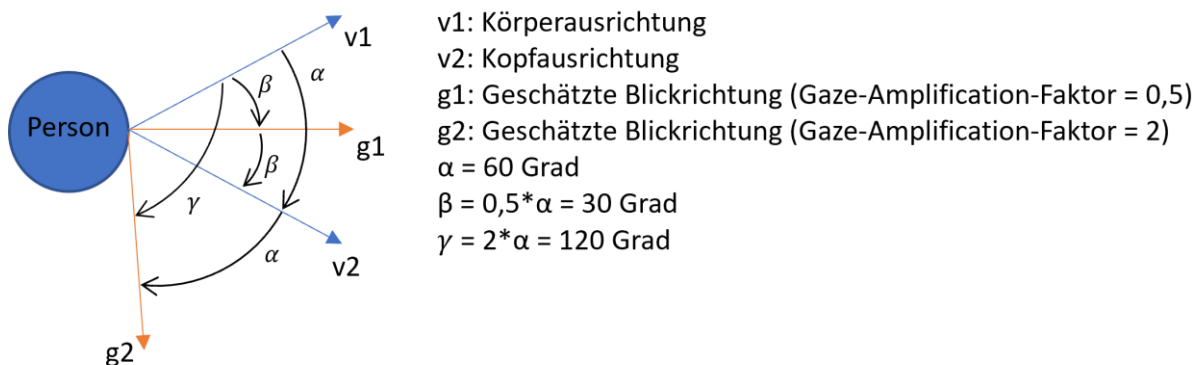 v1
α
β
Person
g1
β
γ
α
v2
g2
v1: Körperausrichtung
v2: Kopfausrichtung
g1: Geschätzte Blickrichtung (Gaze-Amplification-Faktor = 0,5)
g2: Geschätzte Blickrichtung (Gaze-Amplification-Faktor = 2)
α = 60 Grad
β = 0,5*α = 30 Grad
γ = 2*α = 120 Grad